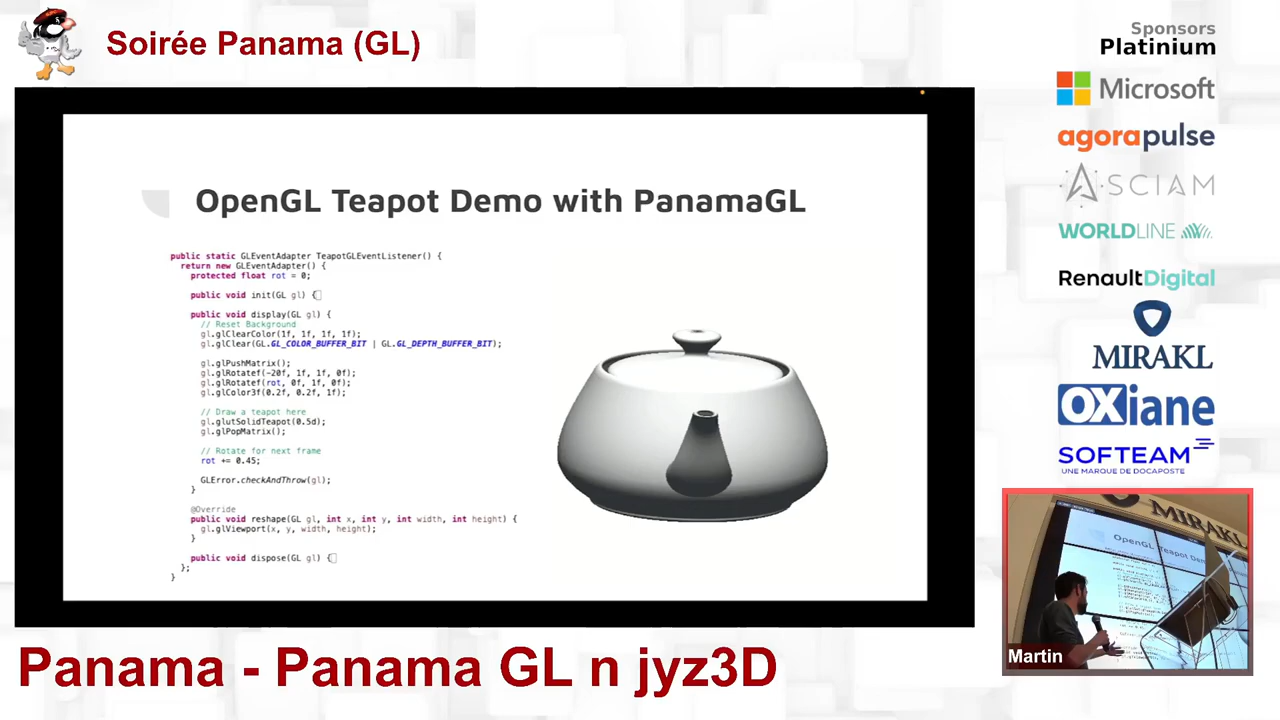 Soirée Panama (GL)
Sponsors
Platinium
Microsoft
agorapulse
ASCIAM
WORLDLINE
RenaultDigital
MIRAKL
OXiane
SOFTEAM
UNE MARQUE DE DOCAPOSTE
OpenGL Teapot Demo with PanamaGL
public static GLEventAdapter TeapotGLEventListener() {
return new GLEventAdapter() {
protected float rot = 0;
public void init(GL gl) {
public void display(GL gl) {
// Reset Background
gl.glClearColor(1f, 1f, 1f, 1f);
gl.glClear(GL.GL_COLOR_BUFFER_BIT | GL.GL_DEPTH_BUFFER_BIT);
gl.glPushMatrix();
gl.glRotatef(-20f, 1f, 1f, 0f);
gl.glRotatef(rot, 0f, 1f, 0f);
gl.glColor3f(0.2f, 0.2f, 1f);
// Draw a teapot here
gl.glutSolidTeapot(0.5d);
gl.glPopMatrix();
// Rotate for next frame
rot += 0.45;
GLError.checkAndThrow(gl);
}
@Override
public void reshape(GL gl, int x, int y, int width, int height) {
gl.glViewport(x, y, width, height);
}
public void dispose(GL gl) {
};
}
MIRAKL
OpenGL Teapot Dem
Martin
Panama - Panama GL n jyz3D